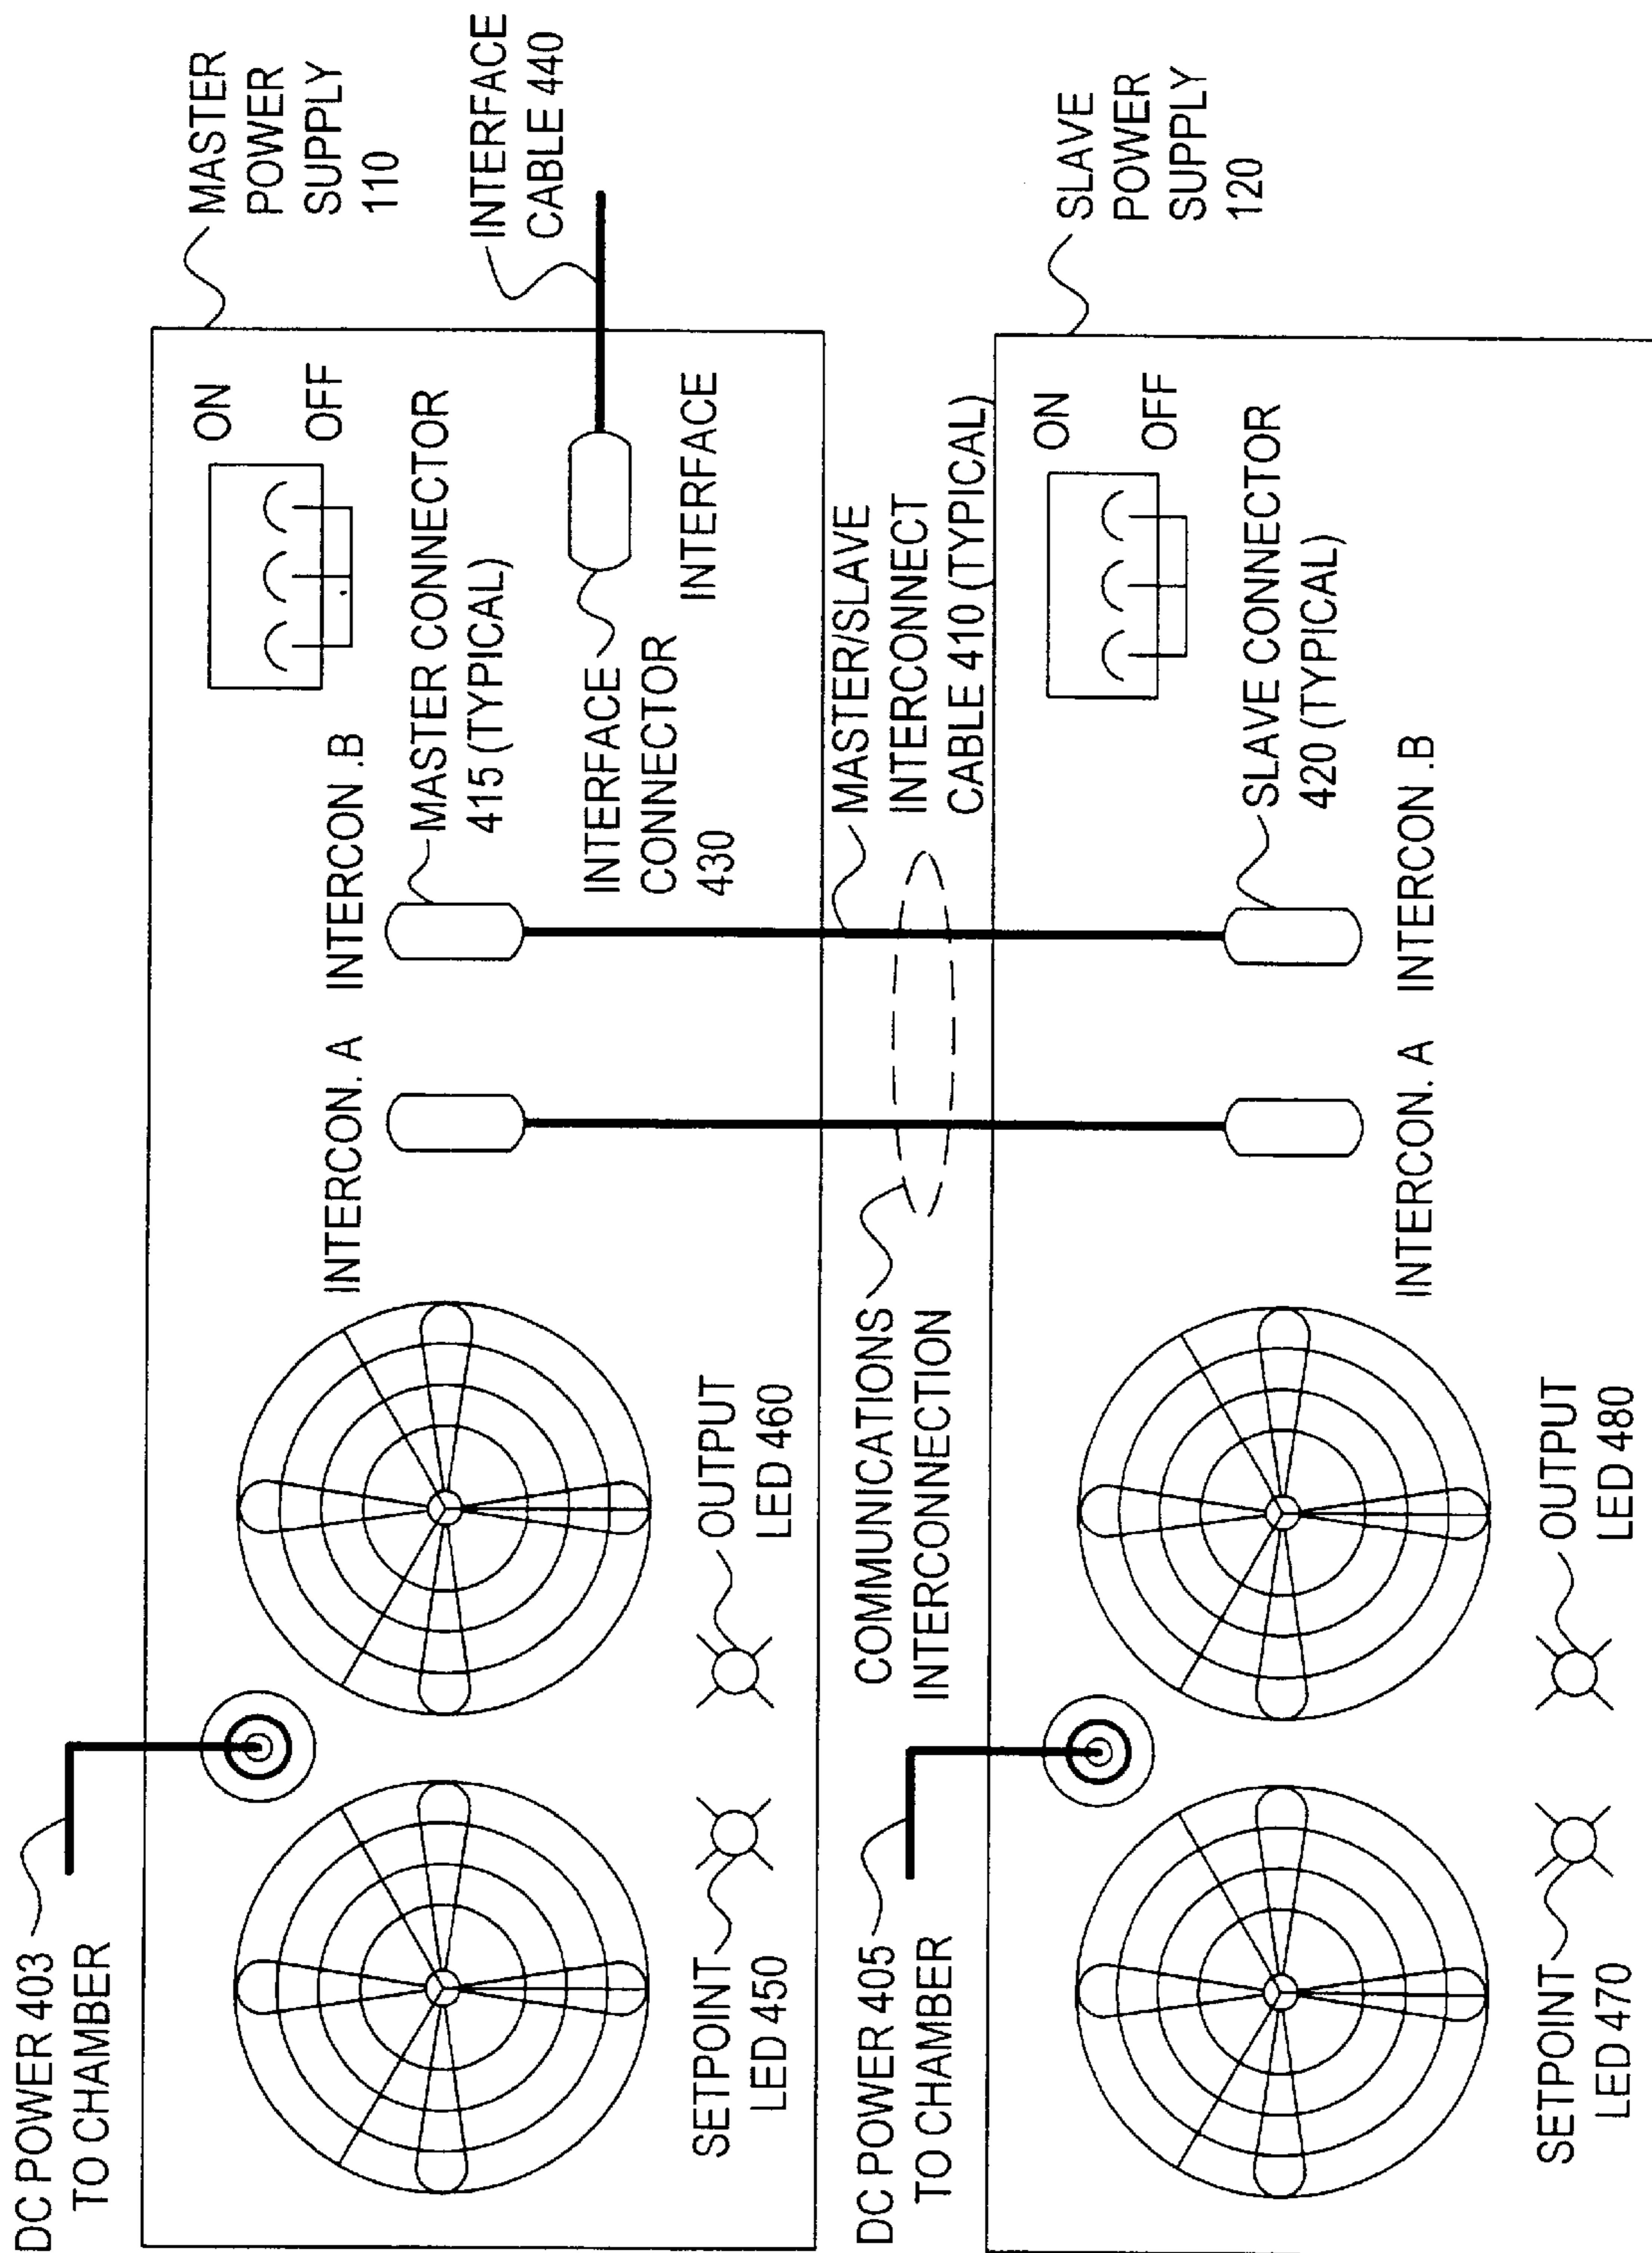 DC POWER 403
TO CHAMBER
MASTER
POWER
SUPPLY
110
ON
OFF
INTERCON. A
INTERCON .B
MASTER CONNECTOR
415 (TYPICAL)
INTERFACE
CABLE 440
INTERFACE
CONNECTOR
430
INTERFACE
SETPOINT
LED 450
OUTPUT
LED 460
COMMUNICATIONS
INTERCONNECTION
MASTER/SLAVE
INTERCONNECT
CABLE 410 (TYPICAL)
DC POWER 405
TO CHAMBER
SLAVE
POWER
SUPPLY
120
ON
OFF
SLAVE CONNECTOR
420 (TYPICAL)
INTERCON. A
INTERCON .B
SETPOINT
LED 470
OUTPUT
LED 480